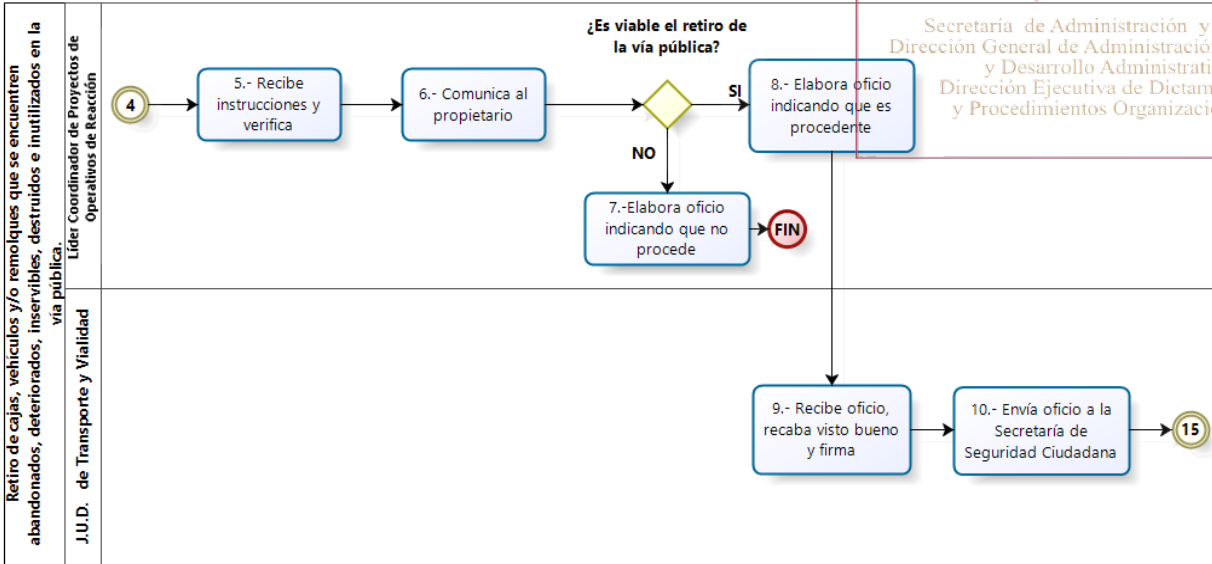 Retiro de cajas, vehículos y/o remolques que se encuentren
abandonados, deteriorados, inservibles, destruidos e inutilizados en la
vía pública.
Líder Coordinador de Proyectos de
Operativos de Reacción
4
5.- Recibe
instrucciones y
verifica
6.- Comunica al
propietario
¿Es viable el retiro de
la vía pública?
SI
NO
7.-Elabora oficio
indicando que no
procede
FIN
8.- Elabora oficio
indicando que es
procedente
Secretaría de Administración y
Dirección General de Administració
y Desarrollo Administrati
Dirección Ejecutiva de Dictam
y Procedimientos Organizaci
J.U.D. de Transporte y Vialidad
9.- Recibe oficio,
recaba visto bueno
y firma
10.- Envía oficio a la
Secretaría de
Seguridad Ciudadana
15